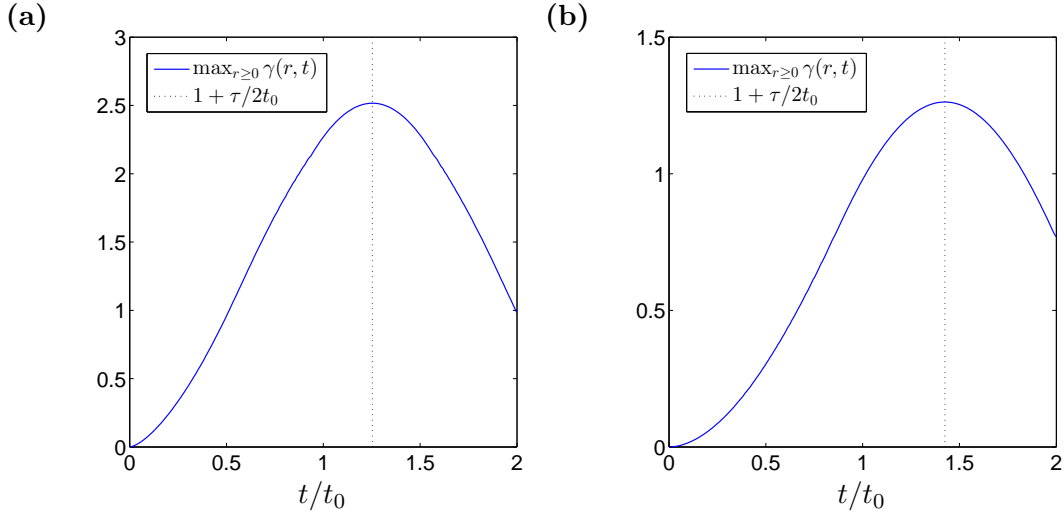 (a)
3
2.5
2
1.5
1
0.5
0
max_{r≥0} γ(r, t)
1 + τ/2t_0
0 0.5 1 1.5 2
t/t_0
(b)
1.5
1
0.5
0
max_{r≥0} γ(r, t)
1 + τ/2t_0
0 0.5 1 1.5 2
t/t_0